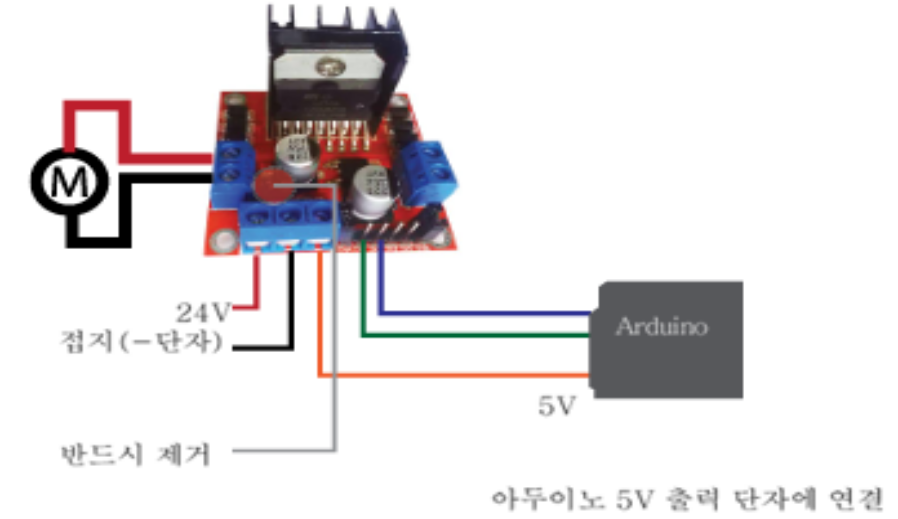 M
24V
접지(-단자)
Arduino
5V
반드시 제거
아두이노 5V 출력 단자에 연결